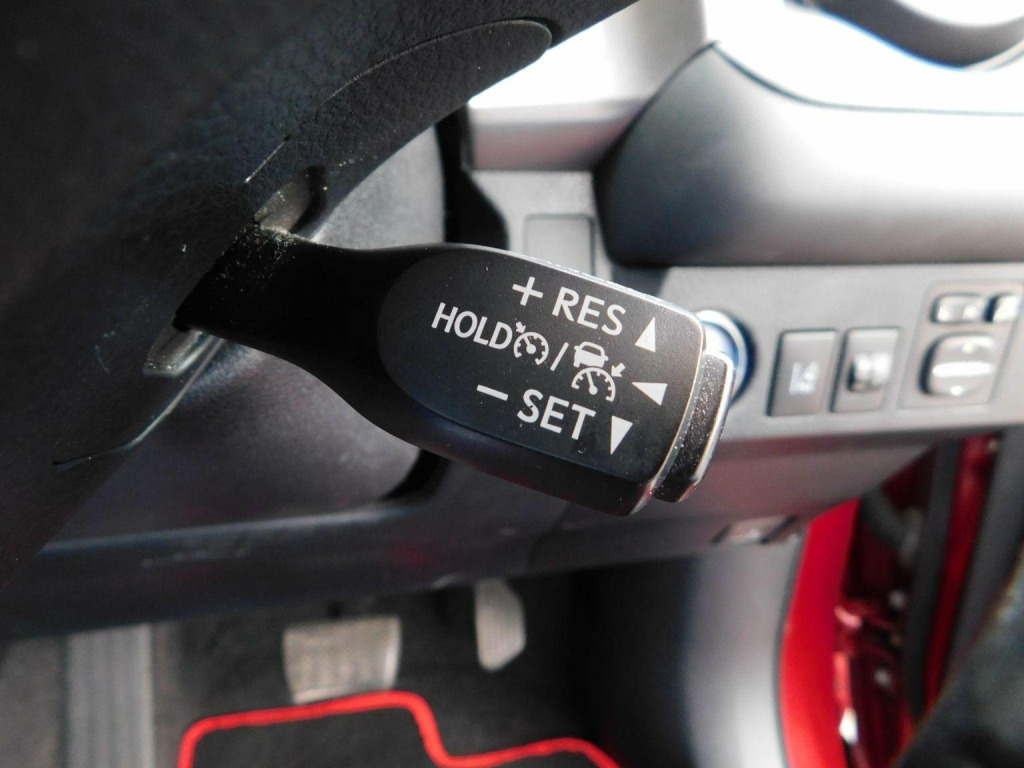 + RES
HOLD /
− SET